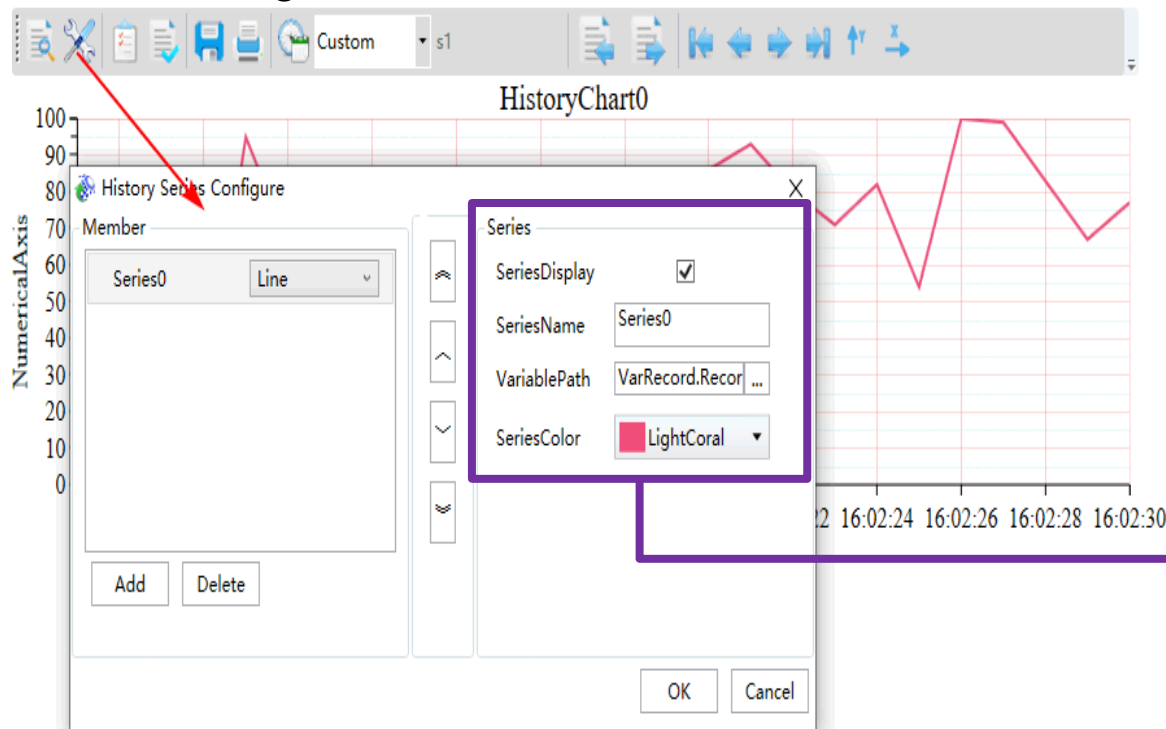 Custom s1
HistoryChart0
NumericalAxis
100
90
80
70
60
50
40
30
20
10
0
History Series Configure X
Member
Series0 Line
Add Delete
Series
SeriesDisplay
SeriesName Series0
VariablePath VarRecord.Recor ...
SeriesColor LightCoral
OK Cancel
22 16:02:24 16:02:26 16:02:28 16:02:30